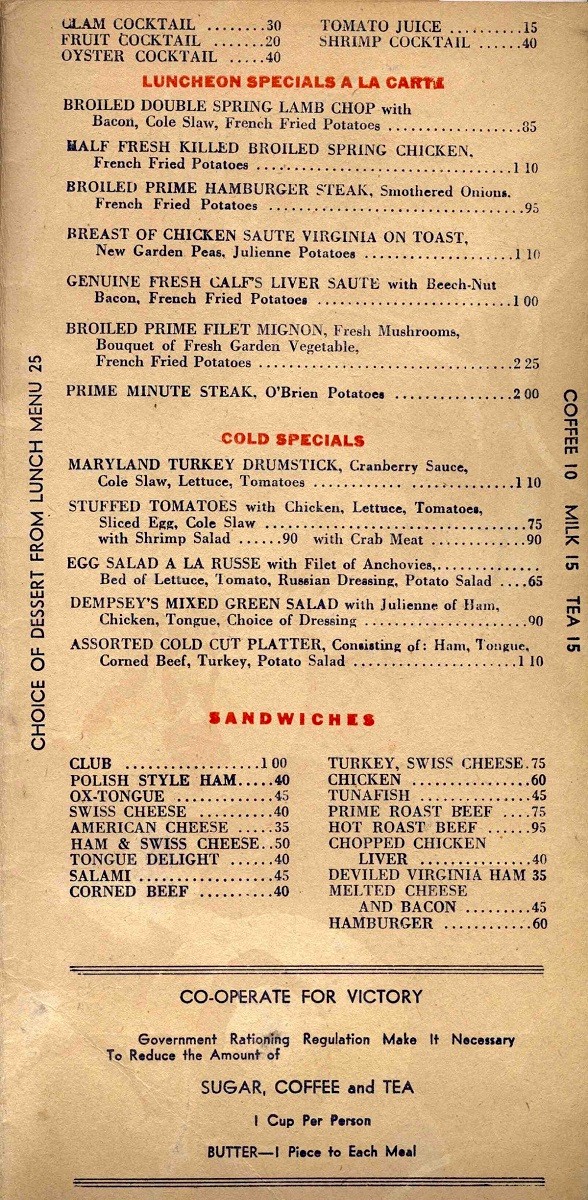 CLAM COCKTAIL ......30 TOMATO JUICE ..........15
FRUIT COCKTAIL .......20 SHRIMP COCKTAIL ......40
OYSTER COCKTAIL .....40
LUNCHEON SPECIALS A LA CARTE
BROILED DOUBLE SPRING LAMB CHOP with
Bacon, Cole Slaw, French Fried Potatoes ..................85
HALF FRESH KILLED BROILED SPRING CHICKEN,
French Fried Potatoes ...................................1 10
BROILED PRIME HAMBURGER STEAK, Smothered Onions,
French Fried Potatoes ...................................95
BREAST OF CHICKEN SAUTE VIRGINIA ON TOAST,
New Garden Peas, Julienne Potatoes .....................1 10
GENUINE FRESH CALF'S LIVER SAUTE with Beech-Nut
Bacon, French Fried Potatoes ...........................1 00
BROILED PRIME FILET MIGNON, Fresh Mushrooms,
Bouquet of Fresh Garden Vegetable,
French Fried Potatoes ...................................2 25
PRIME MINUTE STEAK, O'Brien Potatoes ................2 00
COLD SPECIALS
MARYLAND TURKEY DRUMSTICK, Cranberry Sauce,
Cole Slaw, Lettuce, Tomatoes ............ ...............1 10
STUFFED TOMATOES with Chicken, Lettuce, Tomatoes,
Sliced Egg, Cole Slaw ....................................75
with Shrimp Salad ......90 with Crab Meat .............90
EGG SALAD A LA RUSSE with Filet of Anchovies,..............
Bed of Lettuce, Tomato, Russian Dressing, Potato Salad ....65
DEMPSEY'S MIXED GREEN SALAD with Julienne of Ham,
Chicken, Tongue, Choice of Dressing .......................90
ASSORTED COLD CUT PLATTER, Consisting of: Ham, Tongue,
Corned Beef, Turkey, Potato Salad ......................1 10
CHOICE OF DESSERT FROM LUNCH MENU 25
COFFEE 10 MILK 15 TEA 15
SANDWICHES
CLUB ..................1 00
POLISH STYLE HAM.....40
OX-TONGUE .............45
SWISS CHEESE ..........40
AMERICAN CHEESE .....35
HAM & SWISS CHEESE..50
TONGUE DELIGHT ......40
SALAMI .................45
CORNED BEEF ..........40
TURKEY, SWISS CHEESE.75
CHICKEN ...............60
TUNAFISH ..............45
PRIME ROAST BEEF ....75
HOT ROAST BEEF ......95
CHOPPED CHICKEN
LIVER ...............40
DEVILED VIRGINIA HAM 35
MELTED CHEESE
AND BACON .........45
HAMBURGER ............60
CO-OPERATE FOR VICTORY
Government Rationing Regulation Make It Necessary
To Reduce the Amount of
SUGAR, COFFEE and TEA
1 Cup Per Person
BUTTER—1 Piece to Each Meal